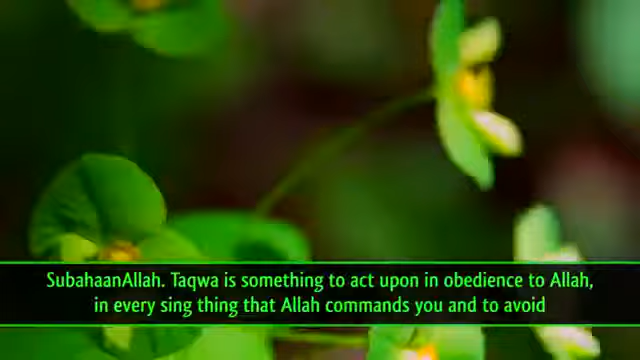 SubahaanAllah. Taqwa is something to act upon in obedience to Allah,
in every sing thing that Allah commands you and to avoid